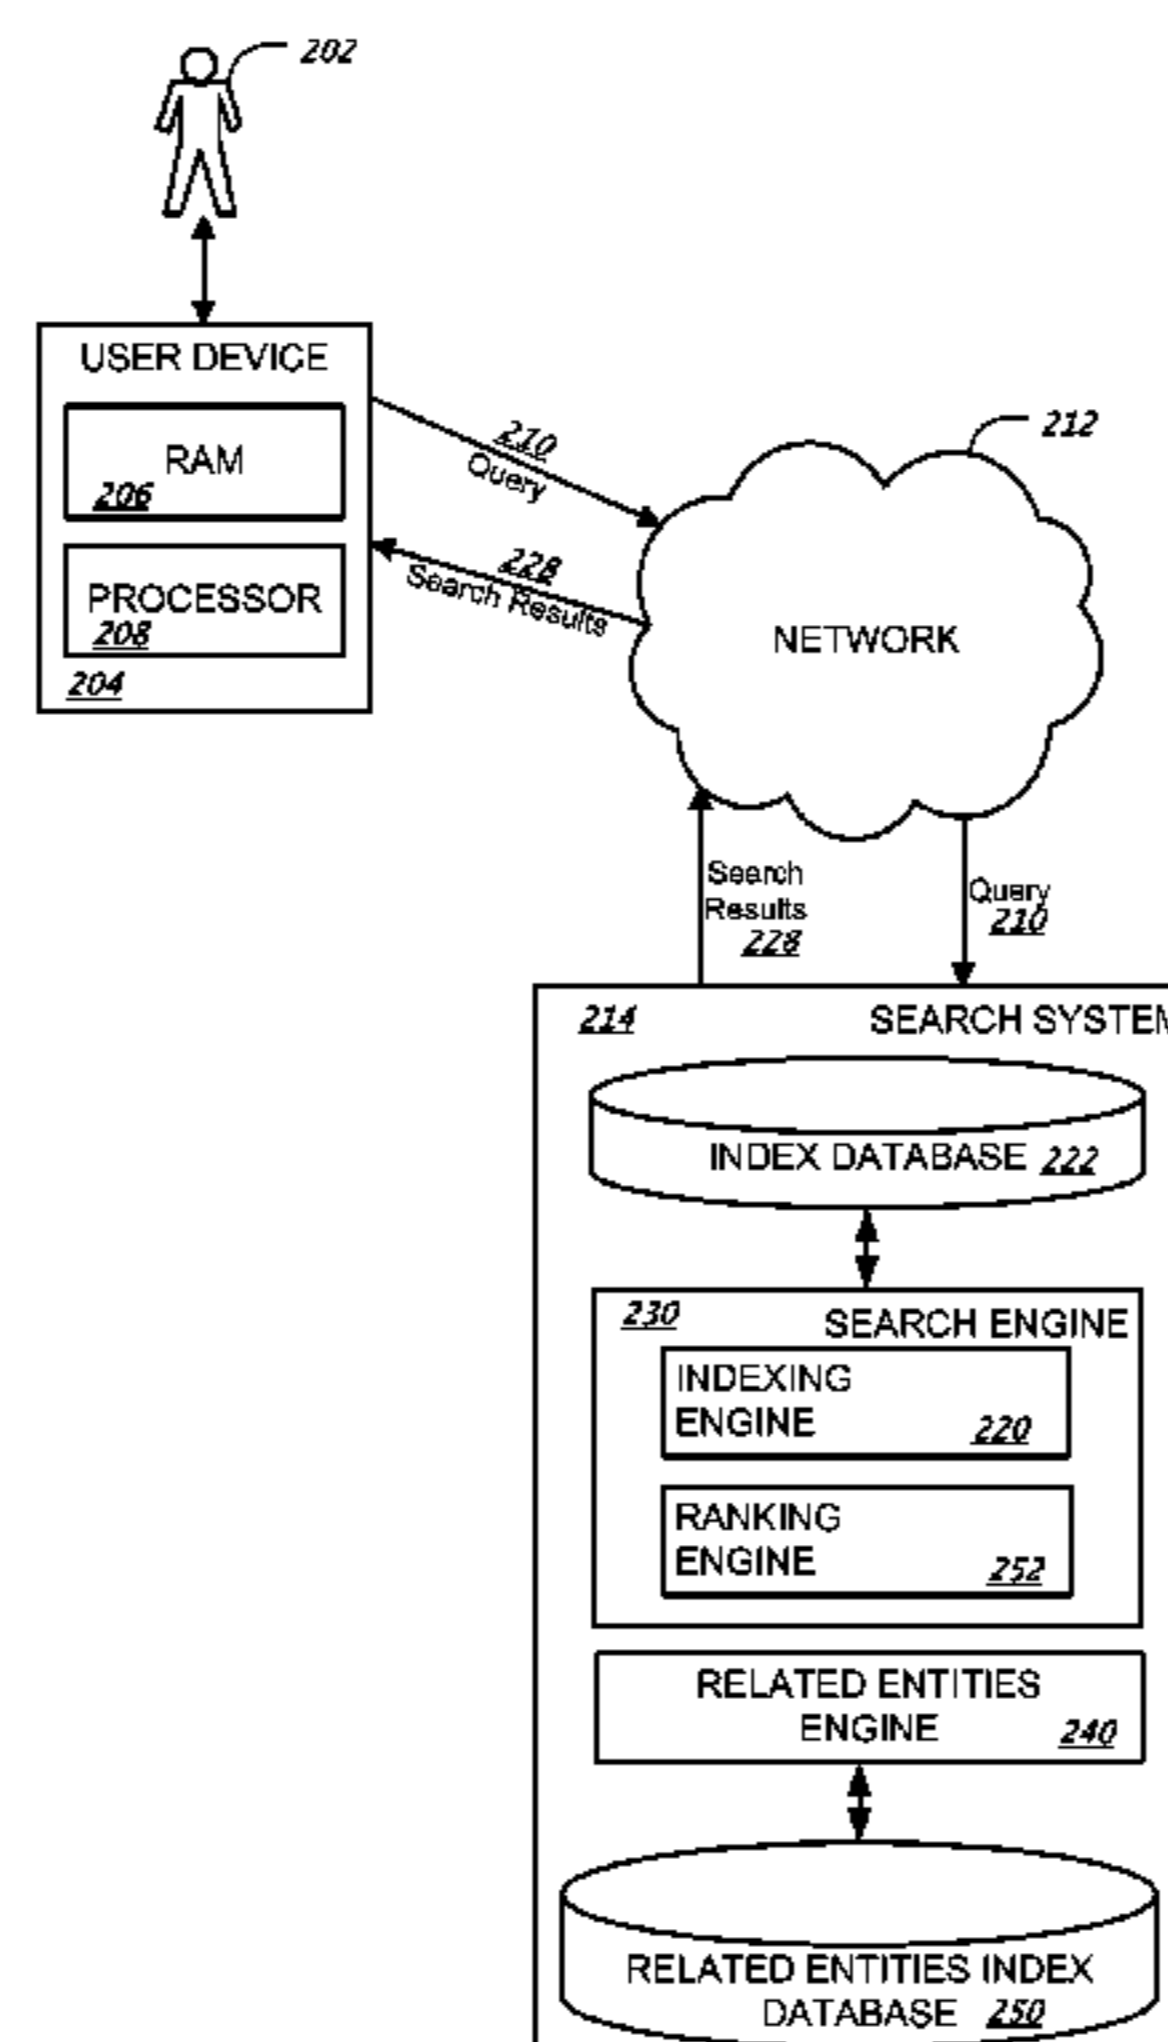 202
USER DEVICE
RAM
206
PROCESSOR
208
204
210
Query
228
Search Results
212
NETWORK
Search
Results
228
Query
210
214 SEARCH SYSTEM
INDEX DATABASE 222
230
SEARCH ENGINE
INDEXING
ENGINE 220
RANKING
ENGINE 252
RELATED ENTITIES
ENGINE 240
RELATED ENTITIES INDEX
DATABASE 250